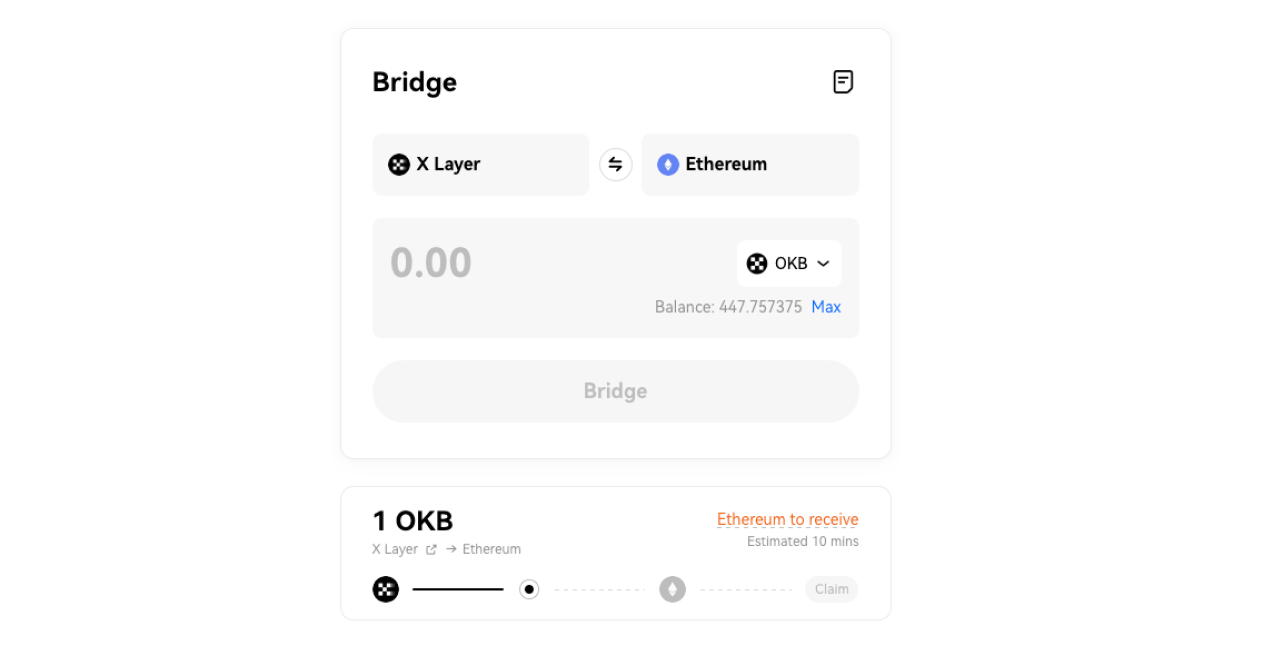 Bridge
X Layer
Ethereum
0.00
OKB
Balance: 447.757375 Max
Bridge
1 OKB
Ethereum to receive
X Layer → Ethereum
Estimated 10 mins
Claim